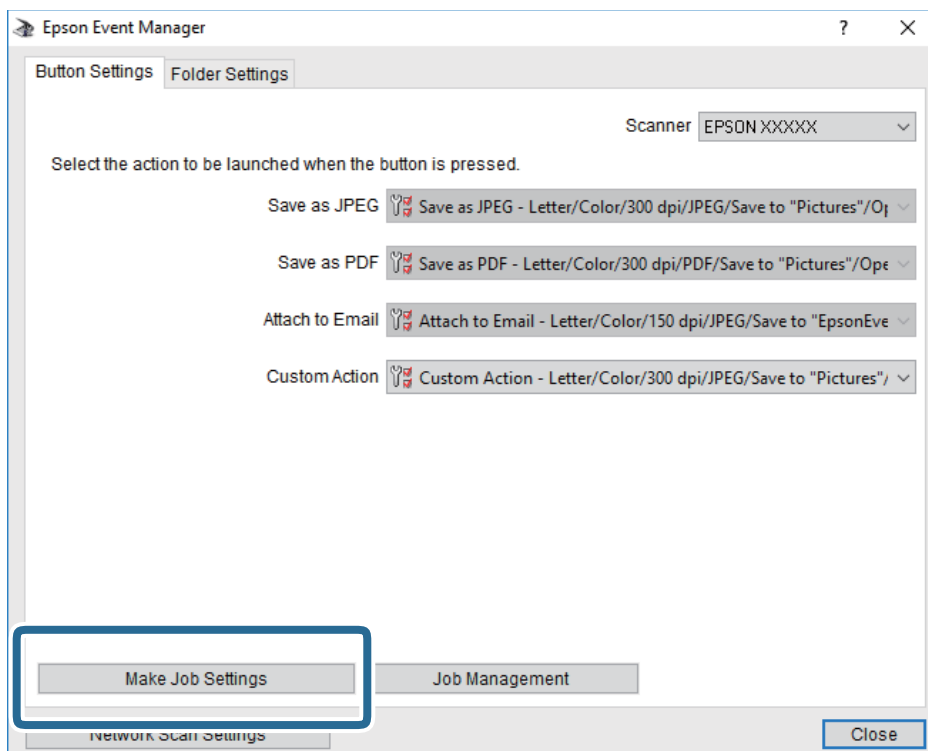 Epson Event Manager
Button Settings Folder Settings
Scanner EPSON XXXXX
Select the action to be launched when the button is pressed.
Save as JPEG Save as JPEG - Letter/Color/300 dpi/JPEG/Save to "Pictures"/Op
Save as PDF Save as PDF - Letter/Color/300 dpi/PDF/Save to "Pictures"/Ope
Attach to Email Attach to Email - Letter/Color/150 dpi/JPEG/Save to "EpsonEve
Custom Action Custom Action - Letter/Color/300 dpi/JPEG/Save to "Pictures"/
Make Job Settings Job Management
Network Scan Settings Close